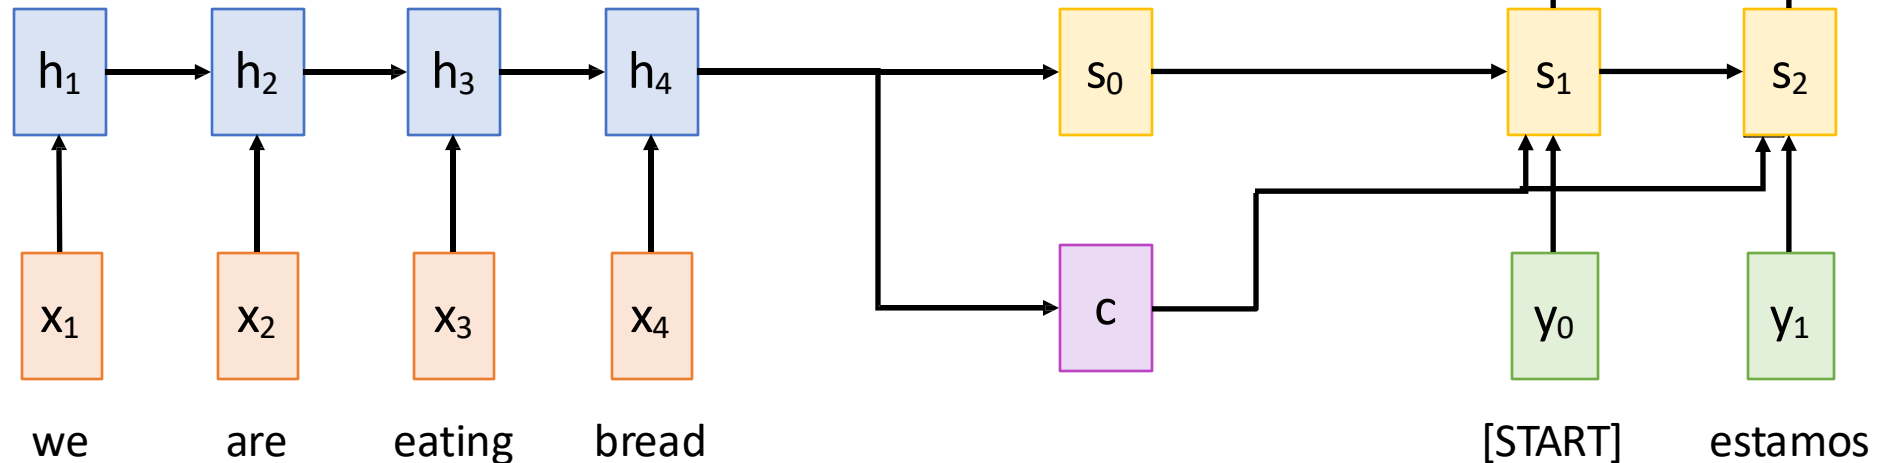 h₁ h₂ h₃ h₄ s₀ s₁ s₂
x₁ x₂ x₃ x₄ c y₀ y₁
we are eating bread [START] estamos